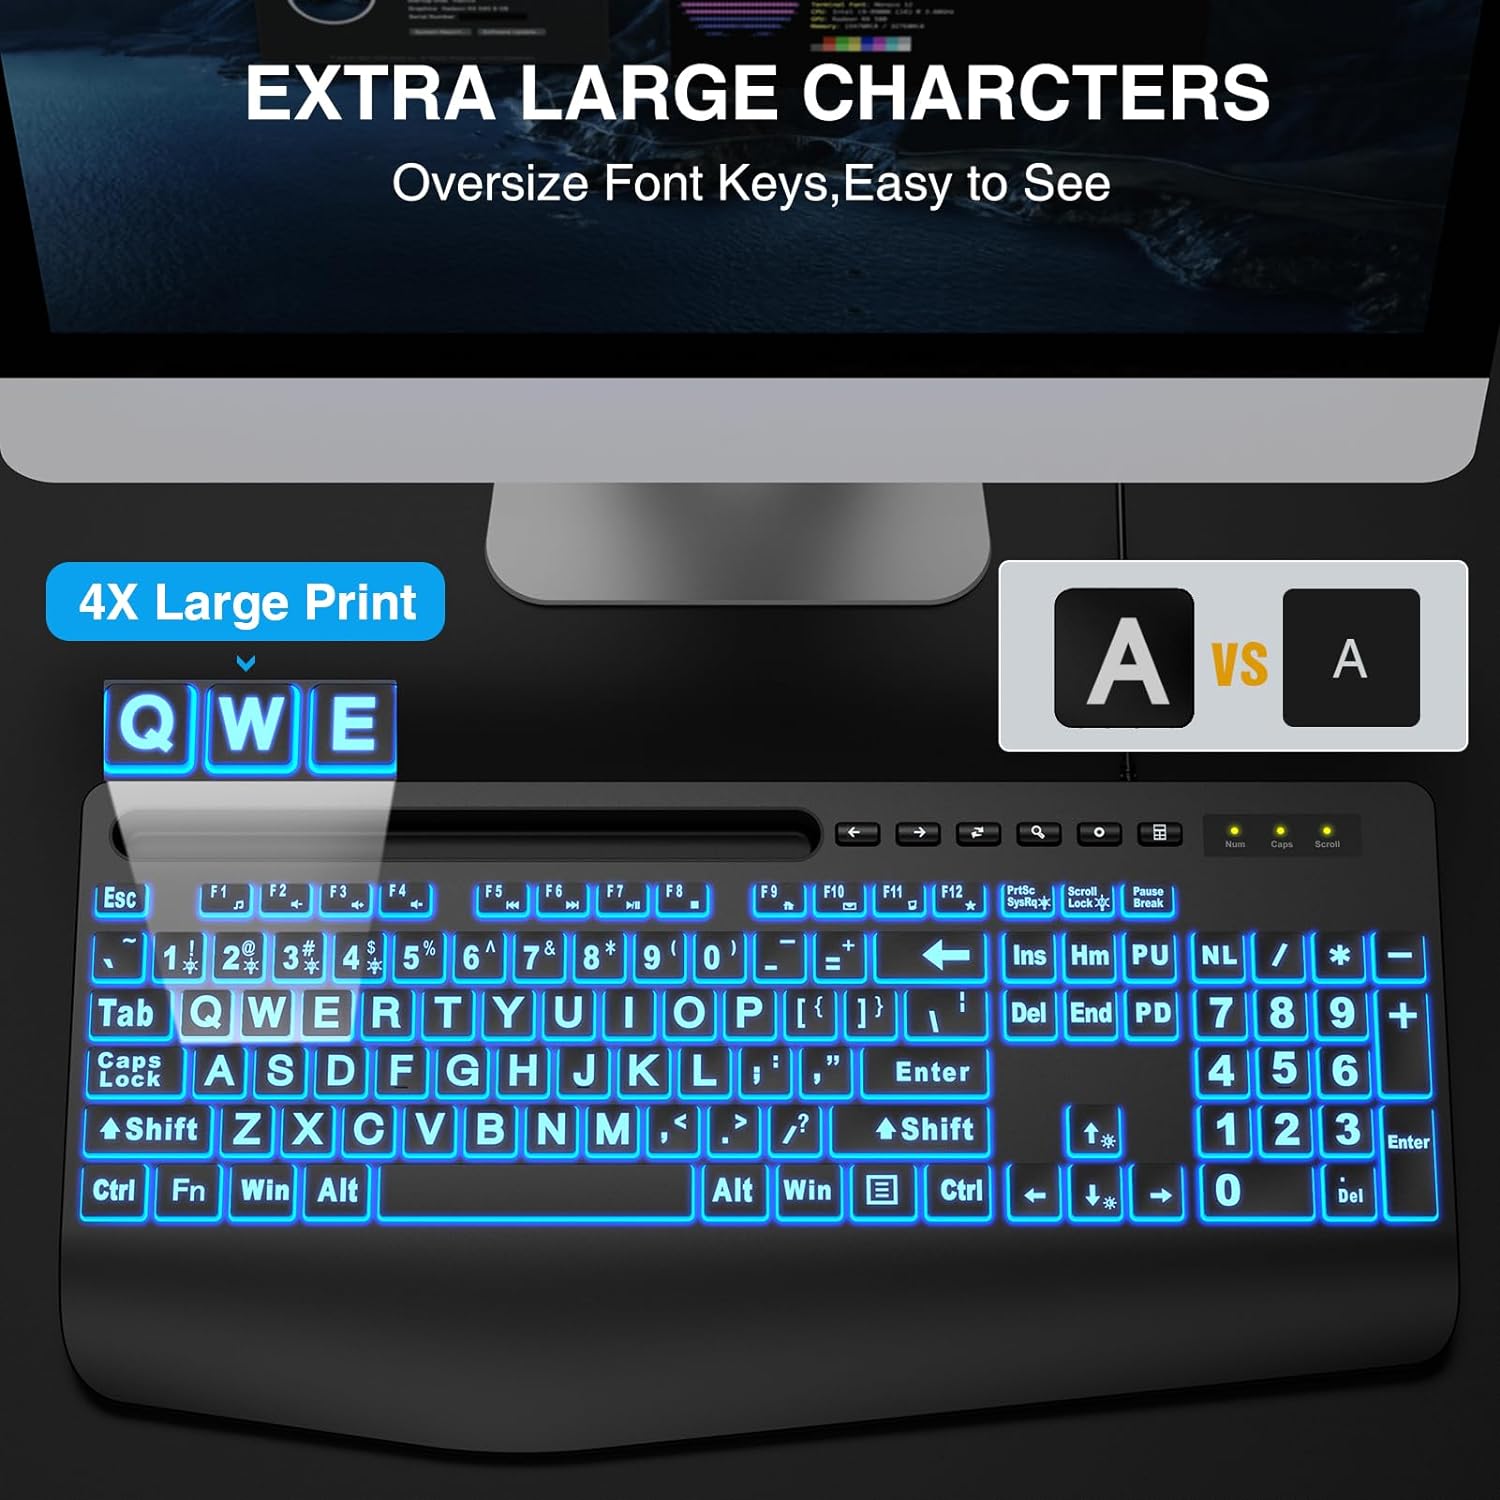 Terminal Font: Monaco 12
EXTRA LARGE CHARCTERS
Oversize Font Keys,Easy to See
4X Large Print
Q W E
A VS A
Num Caps Scroll
Esc F1 F2 F3 F4 F5 F6 F7 F8 F9 F10 F11 F12 PrtSc SysRq Scroll Lock Pause Break
` ~ 1 ! 2 @ 3 # 4 $ 5 % 6 ^ 7 & 8 * 9 ( 0 ) - _ = + ← Ins Hm PU NL / * −
Tab Q W E R T Y U I O P [ { ] } \ ¦ Del End PD 7 8 9 +
Caps Lock A S D F G H J K L ; : , ” Enter 4 5 6
Shift Z X C V B N M , < . > / ? Shift ↑ 1 2 3 Enter
Ctrl Fn Win Alt Alt Win Ctrl ← ↓ → 0 . Del